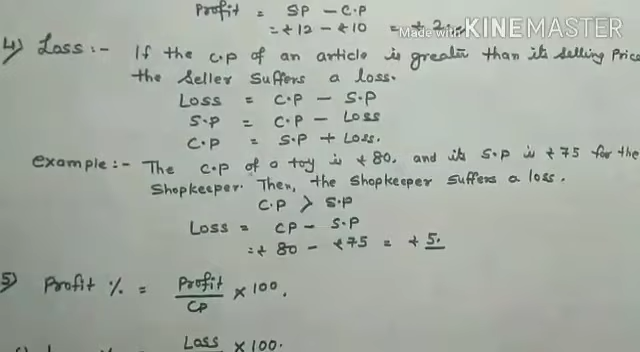 Profit = SP - C.P
= ₹12 - ₹10 = ₹ 2.
Made with KINEMASTER
4) Loss :- If the C.P of an article is greater than its selling Price
the Seller Suffers a loss.
Loss = C.P - S.P
S.P = C.P - Loss
C.P = S.P + Loss.
example :- The C.P of a toy is ₹ 80. and its S.P is ₹75 for the
Shopkeeper. Then, the Shopkeeper suffers a loss.
C.P > S.P
Loss = CP - S.P
= ₹ 80 - ₹75 = ₹ 5.
5) Profit % = Profit/CP × 100.
Loss × 100.